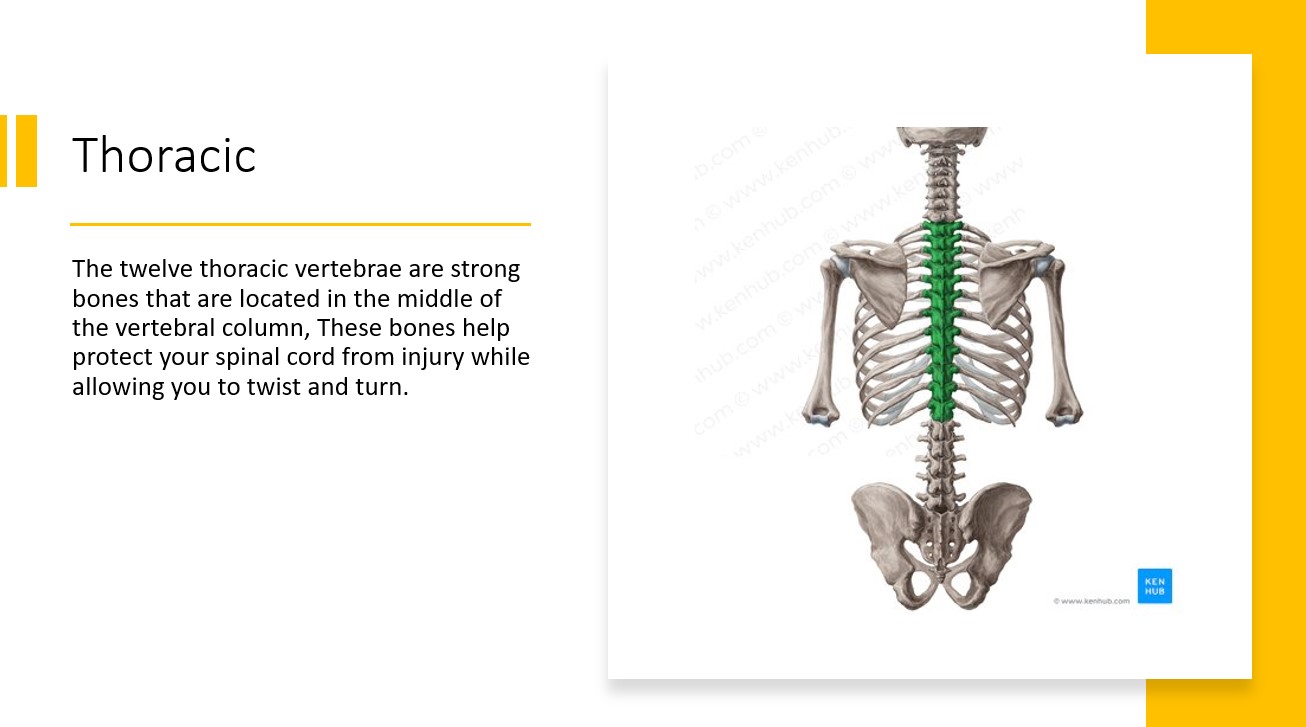 Thoracic
The twelve thoracic vertebrae are strong
bones that are located in the middle of
the vertebral column, These bones help
protect your spinal cord from injury while
allowing you to twist and turn.
© www.kenhub.com
KEN
HUB